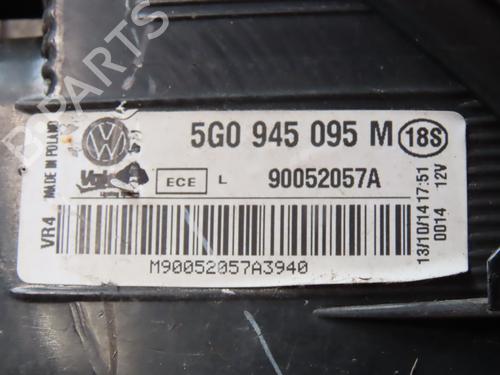 B-PARTS
MADE IN POLAND
VW
5G0 945 095 M
18S
ECE
L
90052057A
VR4
13/10/14 17:51
0014 12V
M90052057A3940